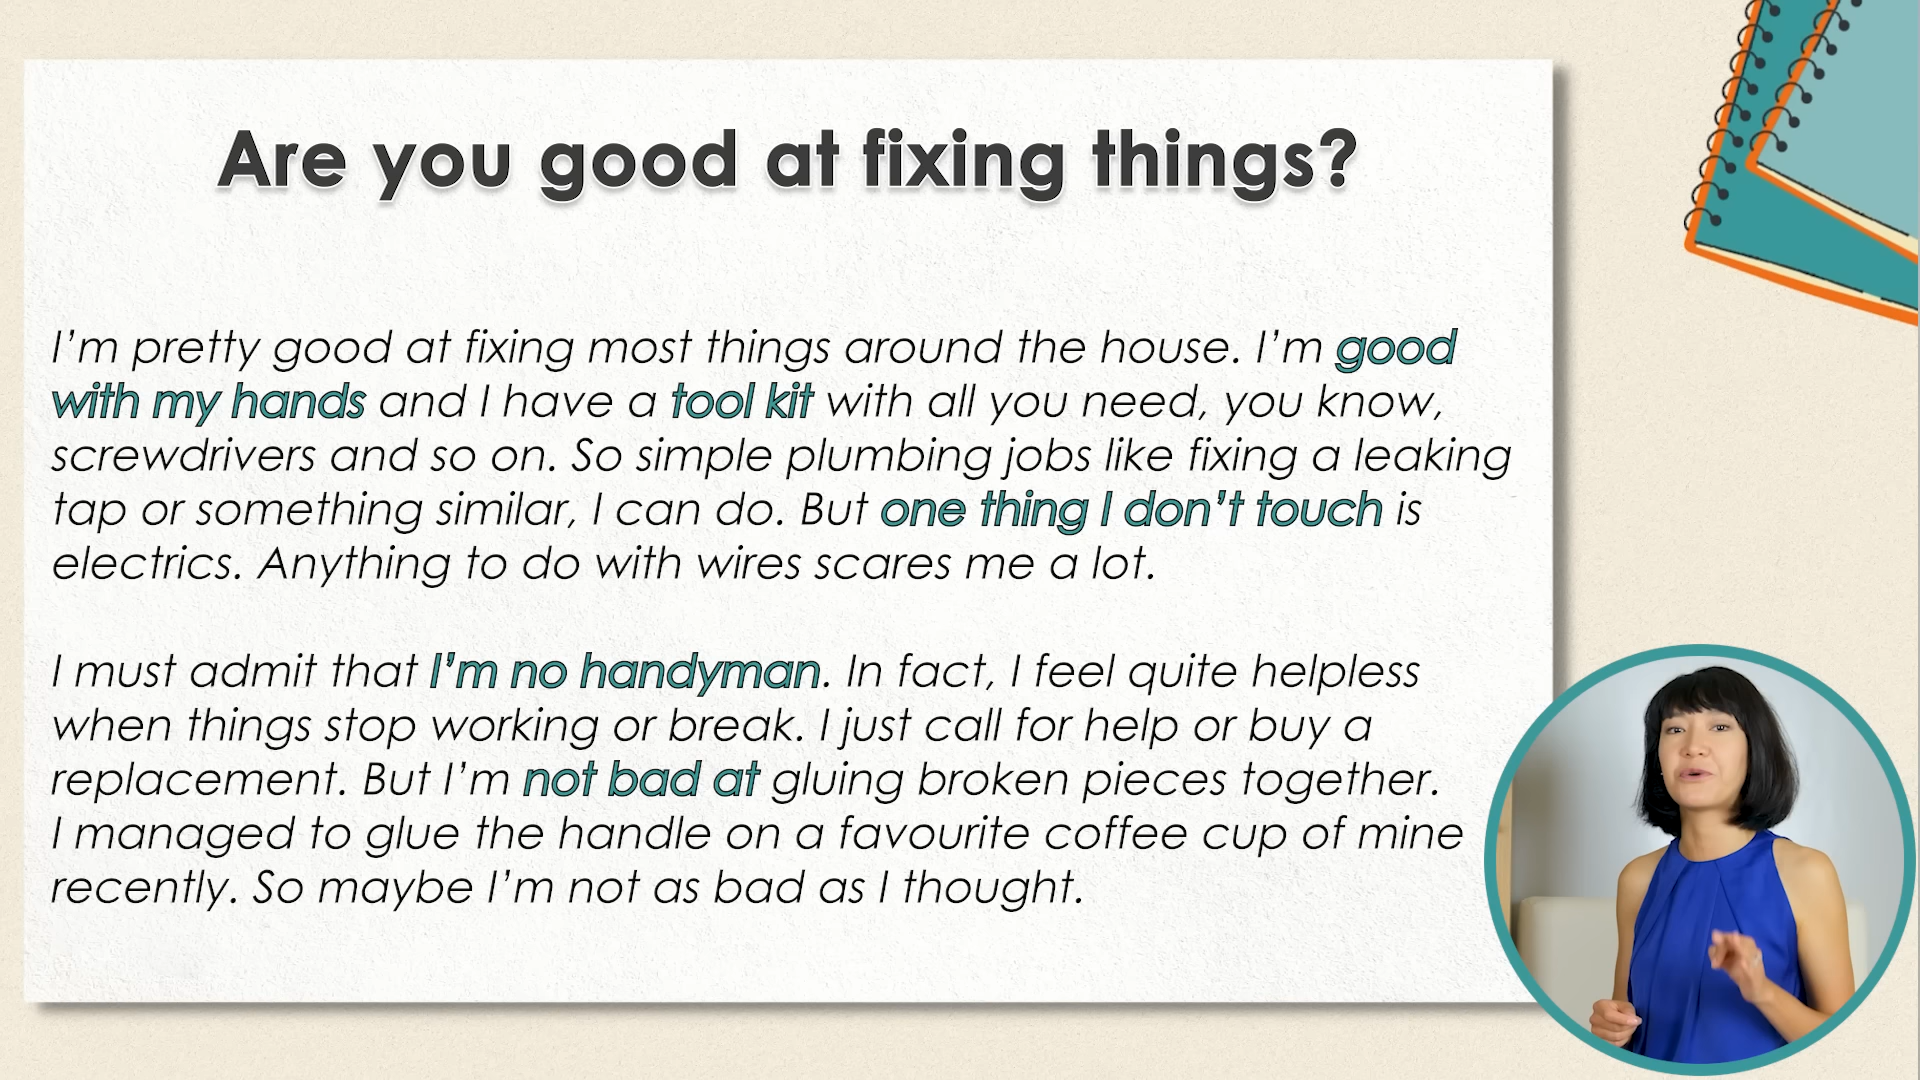 Are you good at fixing things?
I’m pretty good at fixing most things around the house. I’m good
with my hands and I have a tool kit with all you need, you know,
screwdrivers and so on. So simple plumbing jobs like fixing a leaking
tap or something similar, I can do. But one thing I don’t touch is
electrics. Anything to do with wires scares me a lot.
I must admit that I’m no handyman. In fact, I feel quite helpless
when things stop working or break. I just call for help or buy a
replacement. But I’m not bad at gluing broken pieces together.
I managed to glue the handle on a favourite coffee cup of mine
recently. So maybe I’m not as bad as I thought.